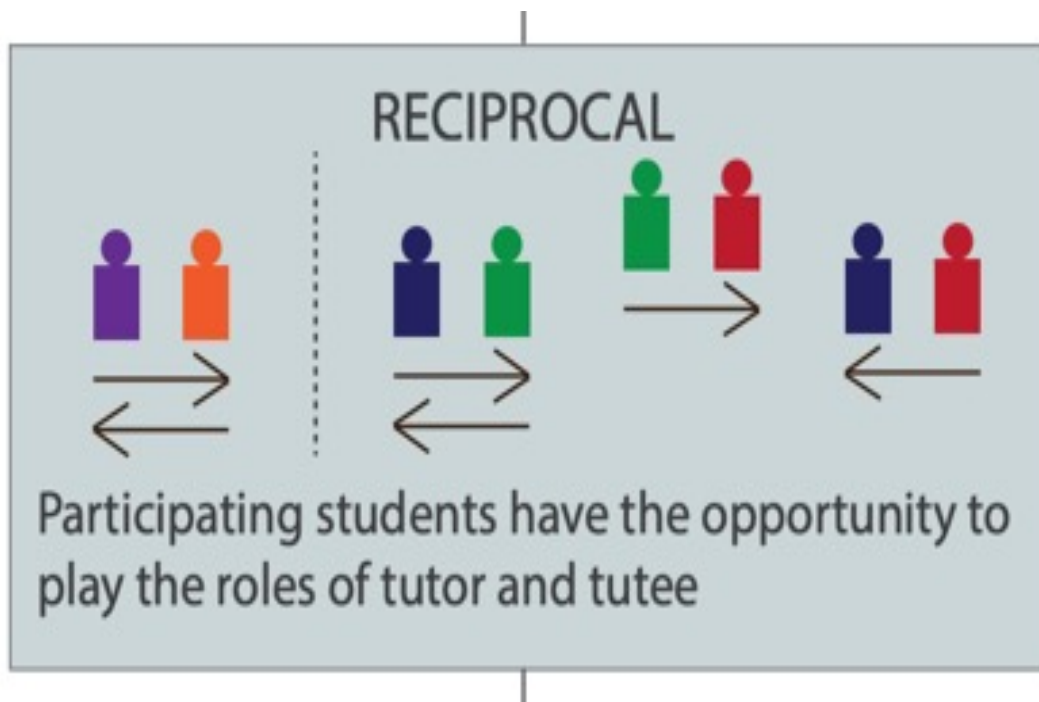 RECIPROCAL
Participating students have the opportunity to
play the roles of tutor and tutee